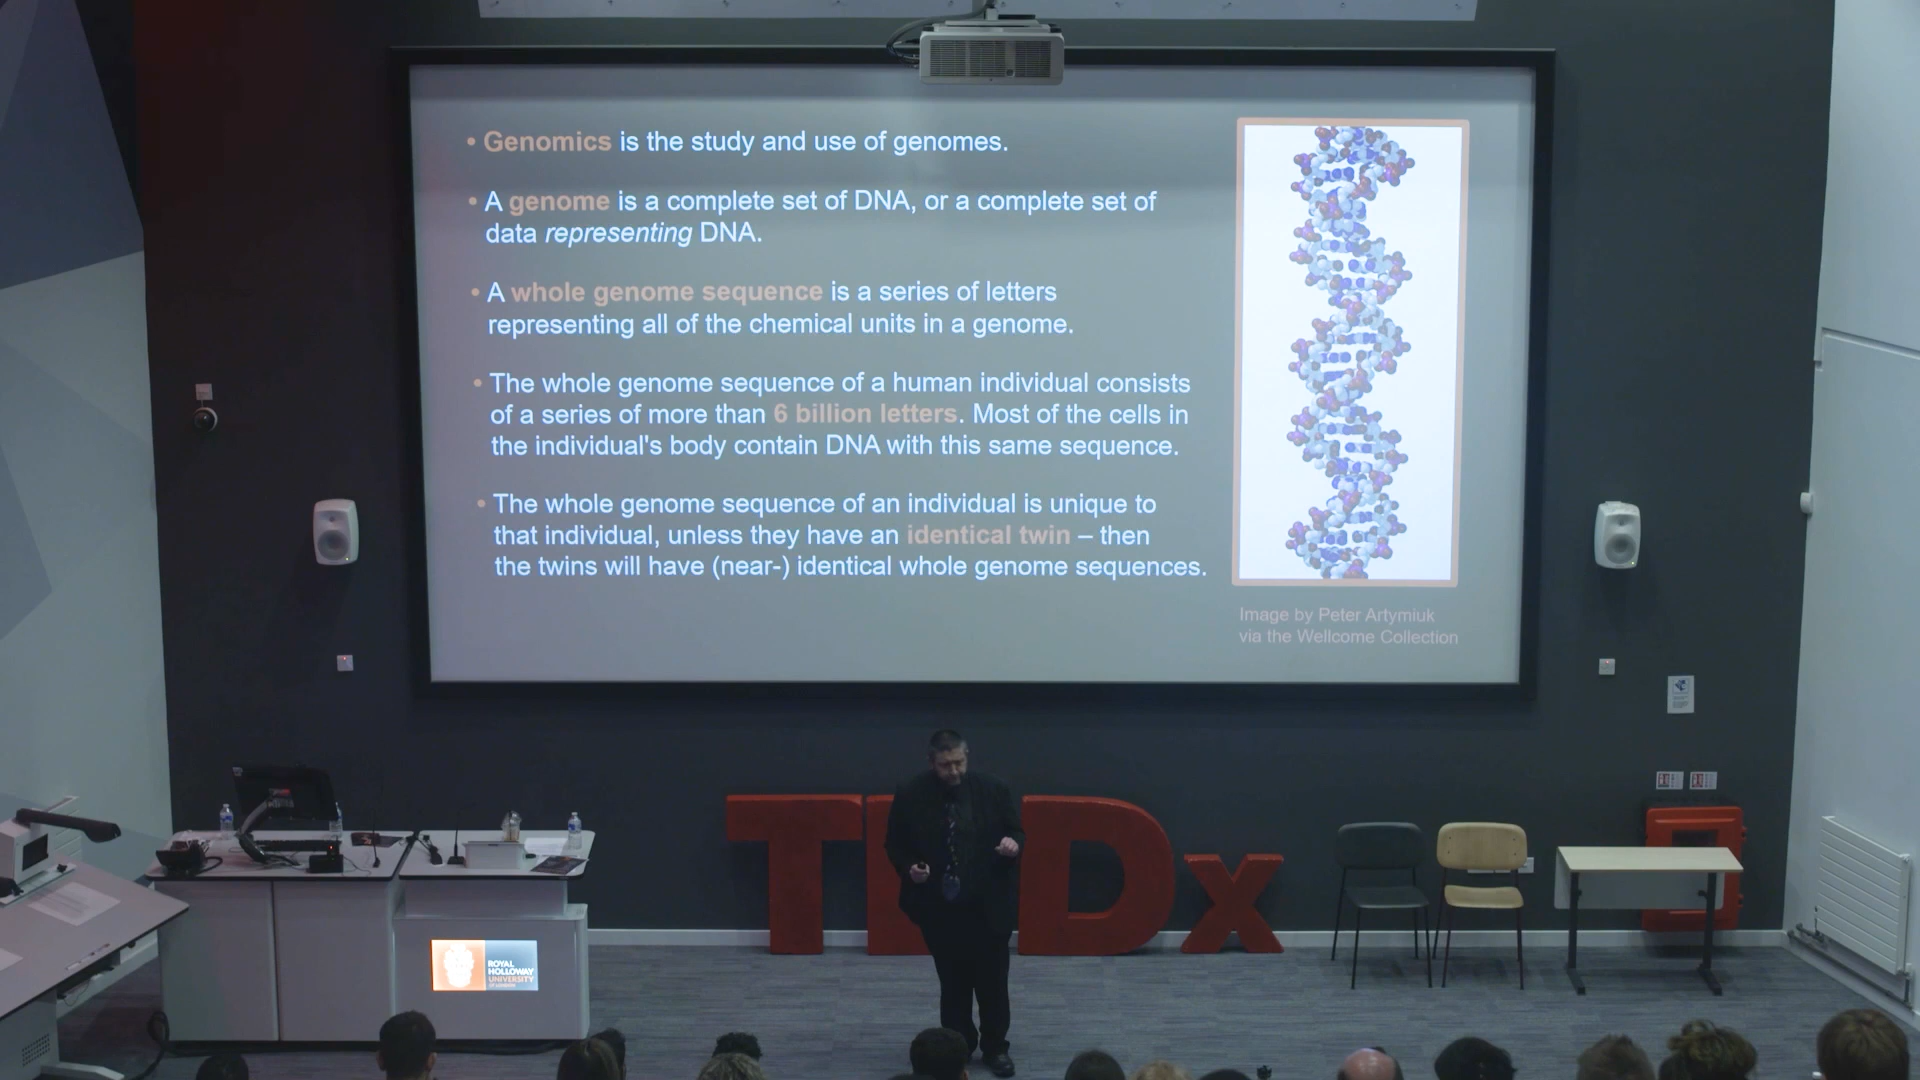 • Genomics is the study and use of genomes.
• A genome is a complete set of DNA, or a complete set of
data representing DNA.
• A whole genome sequence is a series of letters
representing all of the chemical units in a genome.
• The whole genome sequence of a human individual consists
of a series of more than 6 billion letters. Most of the cells in
the individual's body contain DNA with this same sequence.
• The whole genome sequence of an individual is unique to
that individual, unless they have an identical twin – then
the twins will have (near-) identical whole genome sequences.
Image by Peter Artymiuk
via the Wellcome Collection
TEDx
ROYAL
HOLLOWAY
UNIVERSITY
OF LONDON